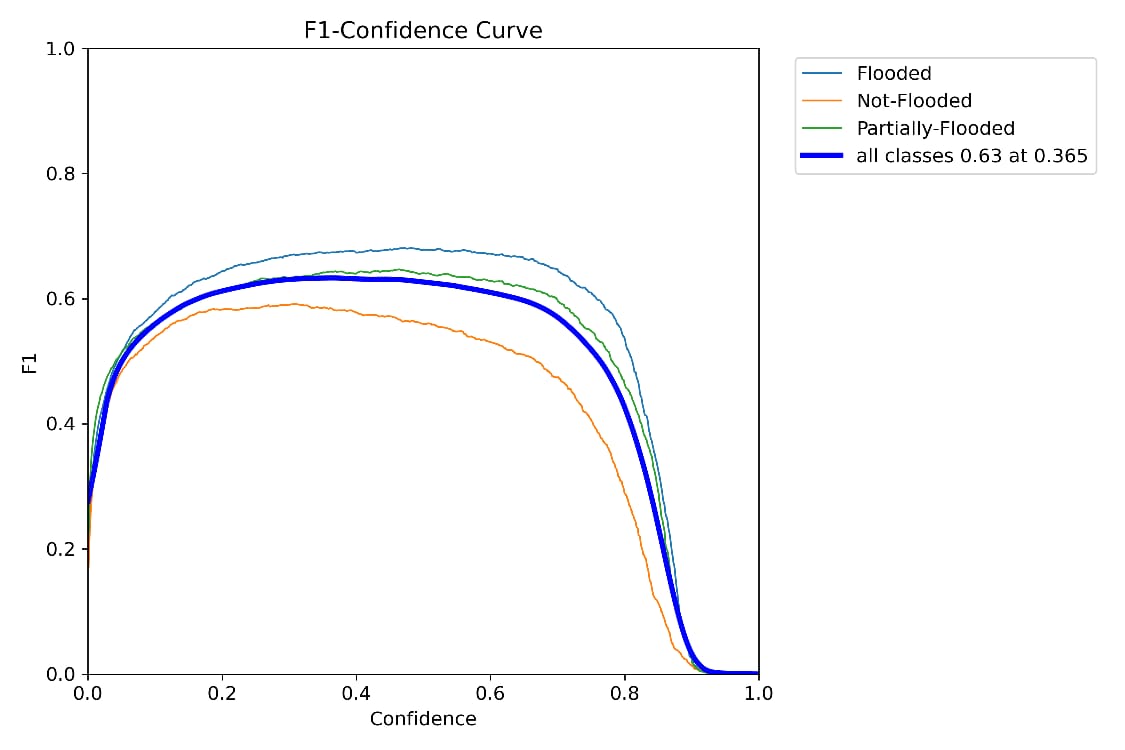 F1-Confidence Curve
1.0
0.8
0.6
0.4
0.2
0.0
F1
0.0 0.2 0.4 0.6 0.8 1.0
Confidence
Flooded
Not-Flooded
Partially-Flooded
all classes 0.63 at 0.365